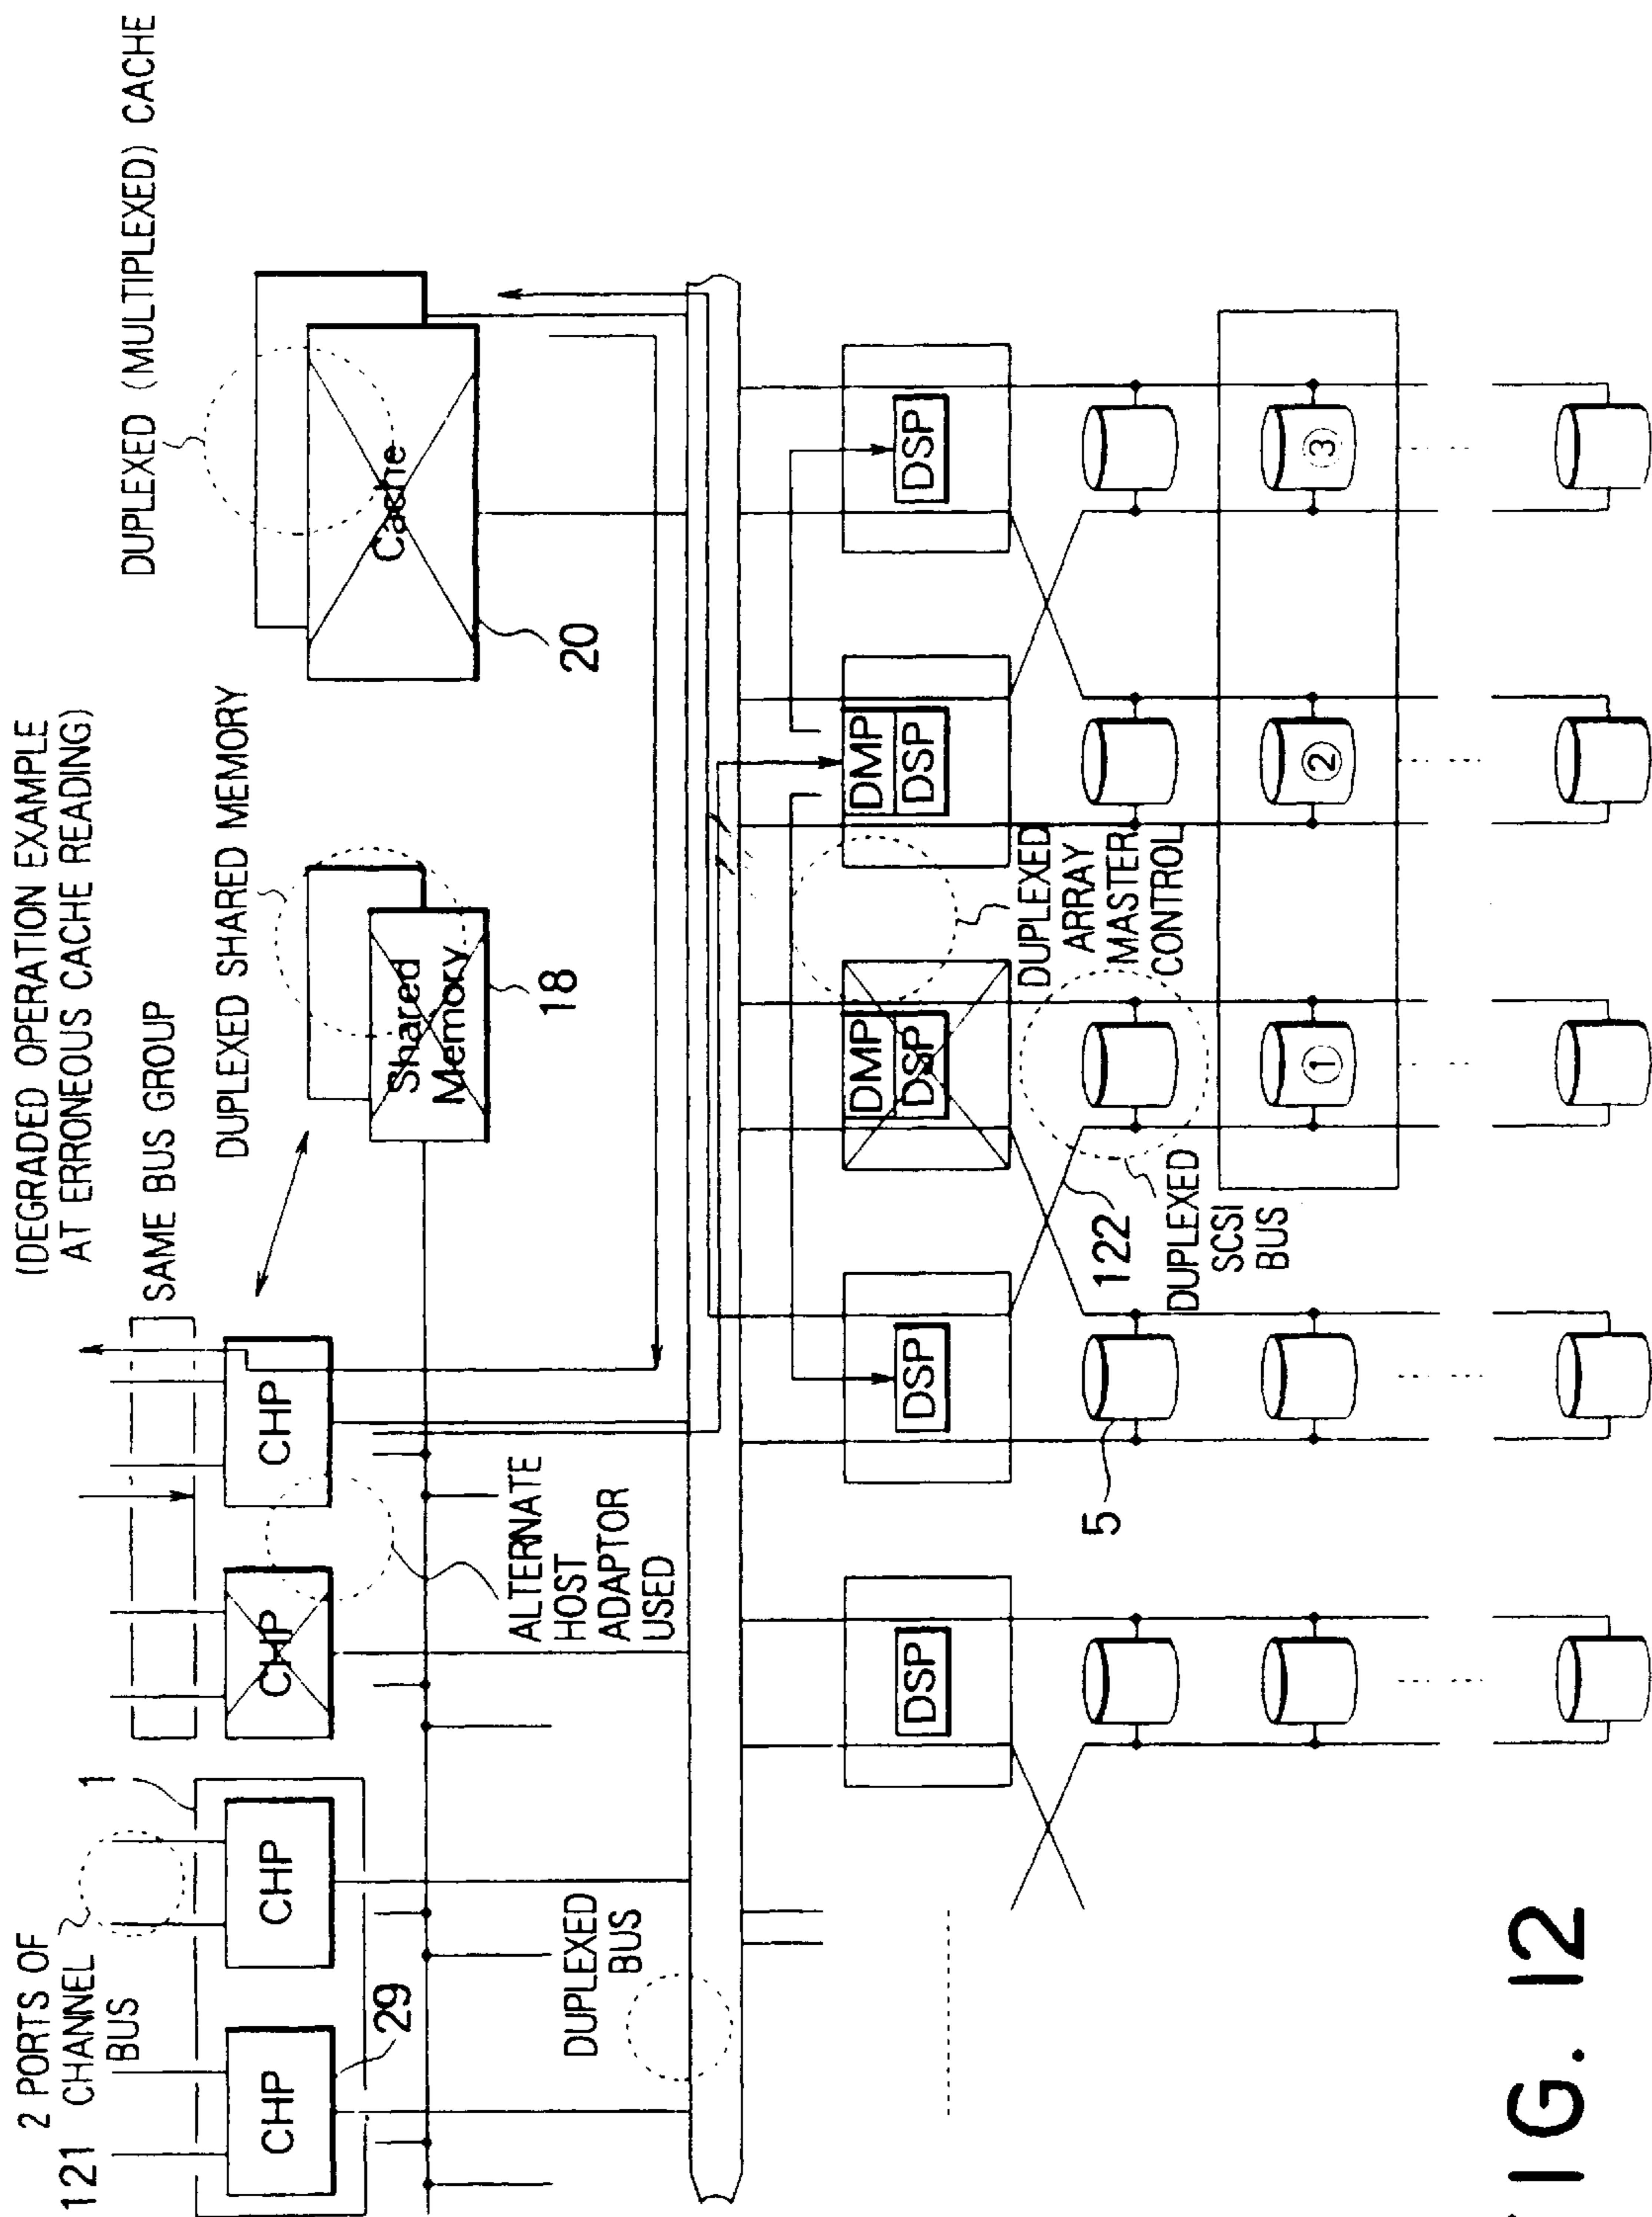 (DEGRADED OPERATION EXAMPLE
AT ERRONEOUS CACHE READING)
2 PORTS OF
121 CHANNEL
BUS
1
SAME BUS GROUP
DUPLEXED SHARED MEMORY
DUPLEXED (MULTIPLEXED) CACHE
CHP
CHP
CHP
CHP
29
Shared
Memory
18
Cache
20
ALTERNATE
HOST
ADAPTOR
USED
DUPLEXED
BUS
DSP
DSP
DMP
DSP
DMP
DSP
DSP
DUPLEXED
ARRAY
MASTER
CONTROL
5
122
DUPLEXED
SCSI
BUS
①
②
③
FIG. 12